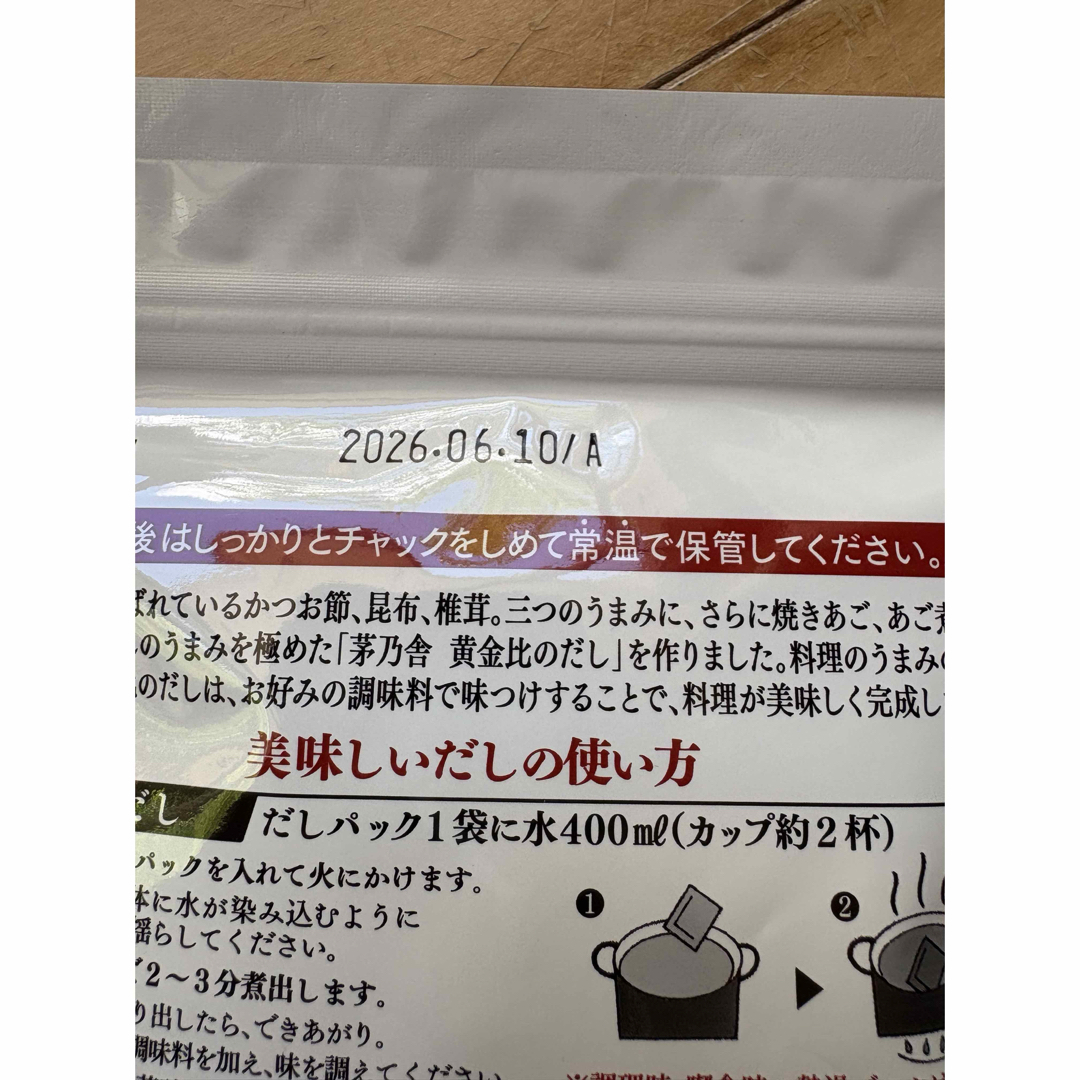 2026.06.10/A
後はしっかりとチャックをしめて常温で保管してください。
ばれているかつお節、昆布、椎茸。三つのうまみに、さらに焼きあご、あご煮
のうまみを極めた「茅乃舎 黄金比のだし」を作りました。料理のうまみの
のだしは、お好みの調味料で味つけすることで、料理が美味しく完成し
美味しいだしの使い方
だし
だしパック1袋に水400㎖(カップ約2杯)
パックを入れて火にかけます。
体に水が染み込むように
揺らしてください。
で2〜3分煮出します。
り出したら、できあがり。
調味料を加え、味を調えてください
❶
❷